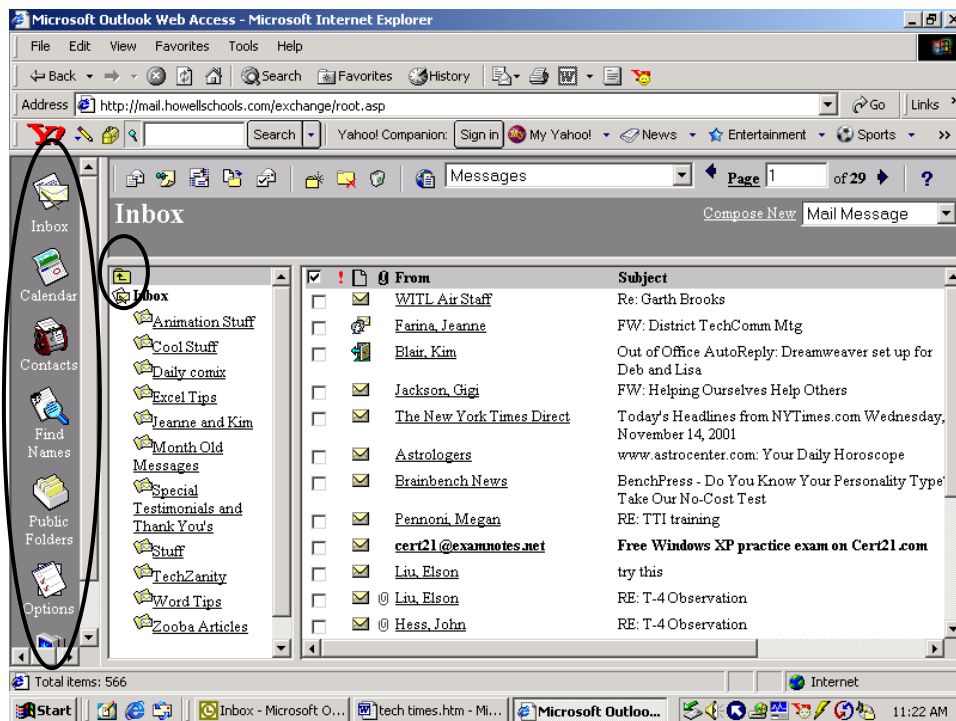 Microsoft Outlook Web Access - Microsoft Internet Explorer
File Edit View Favorites Tools Help
Back Search Favorites History
Address http://mail.howellschools.com/exchange/root.asp Go Links
Search Yahoo! Companion: Sign in My Yahoo! News Entertainment Sports
Messages Page 1 of 29 ?
Inbox Compose New Mail Message
Inbox
Calendar
Contacts
Find
Names
Public
Folders
Options
Inbox
Animation Stuff
Cool Stuff
Daily comix
Excel Tips
Jeanne and Kim
Month Old
Messages
Special
Testimonials and
Thank You's
Stuff
TechZanity
Word Tips
Zooba Articles
! From Subject
WITL Air Staff Re: Garth Brooks
Farina, Jeanne FW: District TechComm Mtg
Blair, Kim Out of Office AutoReply: Dreamweaver set up for
Deb and Lisa
Jackson, Gigi FW: Helping Ourselves Help Others
The New York Times Direct Today's Headlines from NYTimes.com Wednesday,
November 14, 2001
Astrologers www.astrocenter.com: Your Daily Horoscope
Brainbench News BenchPress - Do You Know Your Personality Type
Take Our No-Cost Test
Pennoni, Megan RE: TTI training
cert21@examnotes.net Free Windows XP practice exam on Cert21.com
Liu, Elson try this
Liu, Elson RE: T-4 Observation
Hess, John RE: T-4 Observation
Total items: 566 Internet
Start Inbox - Microsoft O... tech times.htm - Mi... Microsoft Outloo... 11:22 AM